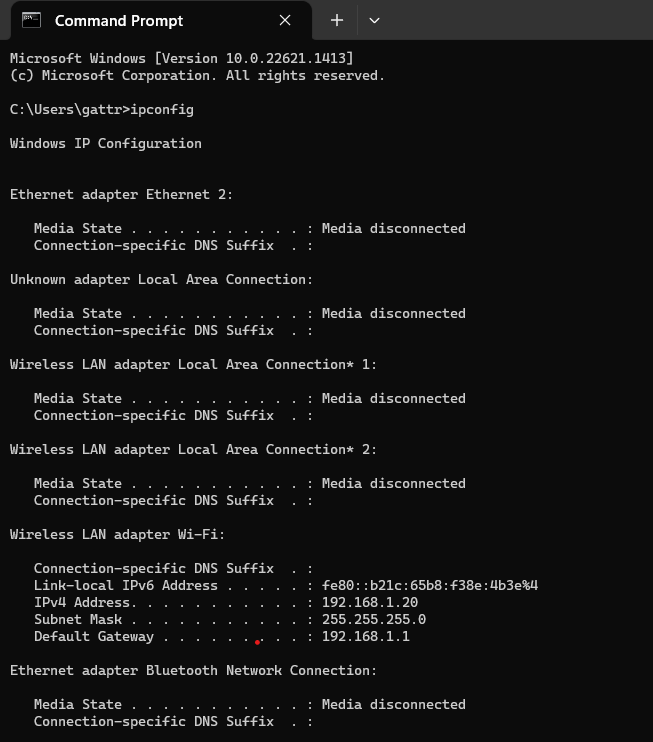 Command Prompt
Microsoft Windows [Version 10.0.22621.1413]
(c) Microsoft Corporation. All rights reserved.
C:\Users\gattr>ipconfig
Windows IP Configuration
Ethernet adapter Ethernet 2:
Media State . . . . . . . . . . . : Media disconnected
Connection-specific DNS Suffix  . :
Unknown adapter Local Area Connection:
Media State . . . . . . . . . . . : Media disconnected
Connection-specific DNS Suffix  . :
Wireless LAN adapter Local Area Connection* 1:
Media State . . . . . . . . . . . : Media disconnected
Connection-specific DNS Suffix  . :
Wireless LAN adapter Local Area Connection* 2:
Media State . . . . . . . . . . . : Media disconnected
Connection-specific DNS Suffix  . :
Wireless LAN adapter Wi-Fi:
Connection-specific DNS Suffix  . :
Link-local IPv6 Address . . . . . : fe80::b21c:65b8:f38e:4b3e%4
IPv4 Address. . . . . . . . . . . : 192.168.1.20
Subnet Mask . . . . . . . . . . . : 255.255.255.0
Default Gateway . . . . . . . . . : 192.168.1.1
Ethernet adapter Bluetooth Network Connection:
Media State . . . . . . . . . . . : Media disconnected
Connection-specific DNS Suffix  . :